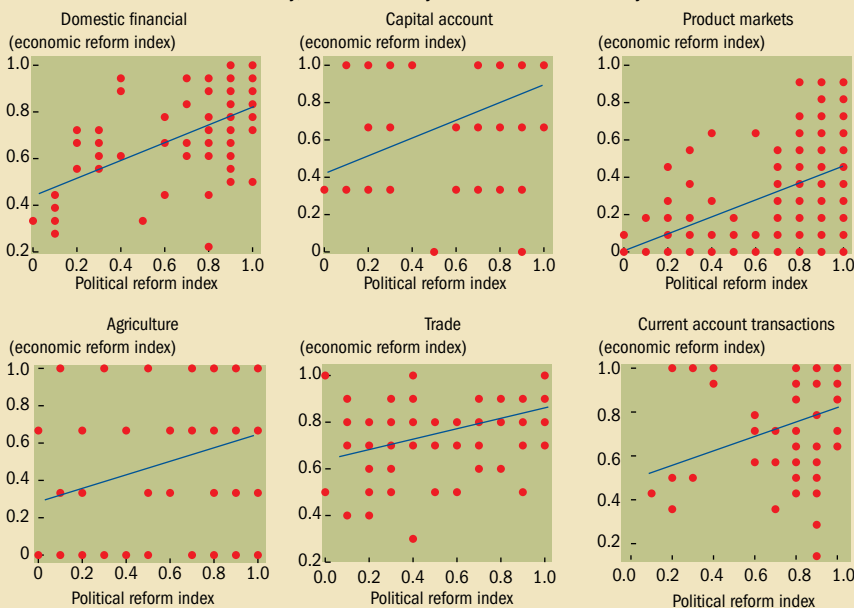 Domestic financial
(economic reform index)
1.0
0.8
0.6
0.4
0.2
0 0.2 0.4 0.6 0.8 1.0
Political reform index
Capital account
(economic reform index)
1.0
0.8
0.6
0.4
0.2
0
0 0.2 0.4 0.6 0.8 1.0
Political reform index
Product markets
(economic reform index)
1.0
0.8
0.6
0.4
0.2
0
0 0.2 0.4 0.6 0.8 1.0
Political reform index
Agriculture
(economic reform index)
1.0
0.8
0.6
0.4
0.2
0
0 0.2 0.4 0.6 0.8 1.0
Political reform index
Trade
(economic reform index)
1.0
0.8
0.6
0.4
0.2
0.0 0.2 0.4 0.6 0.8 1.0
Political reform index
Current account transactions
(economic reform index)
1.0
0.8
0.6
0.4
0.2
0.0 0.2 0.4 0.6 0.8 1.0
Political reform index